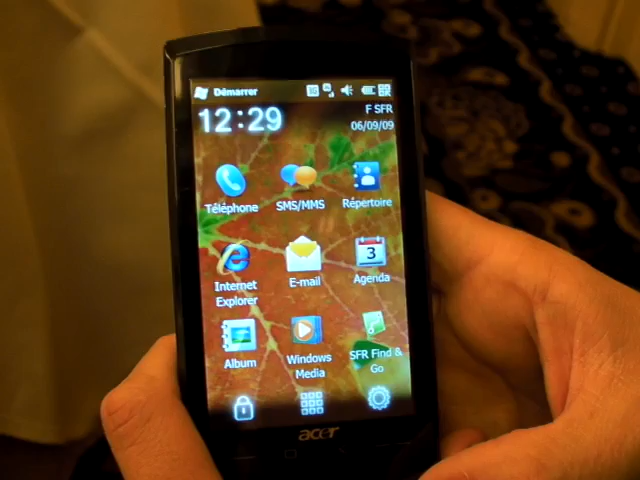 Démarrer
12:29
F SFR
06/09/09
Téléphone
SMS/MMS
Répertoire
3
Internet
Explorer
E-mail
Agenda
Album
Windows
Media
SFR Find &
Go
acer